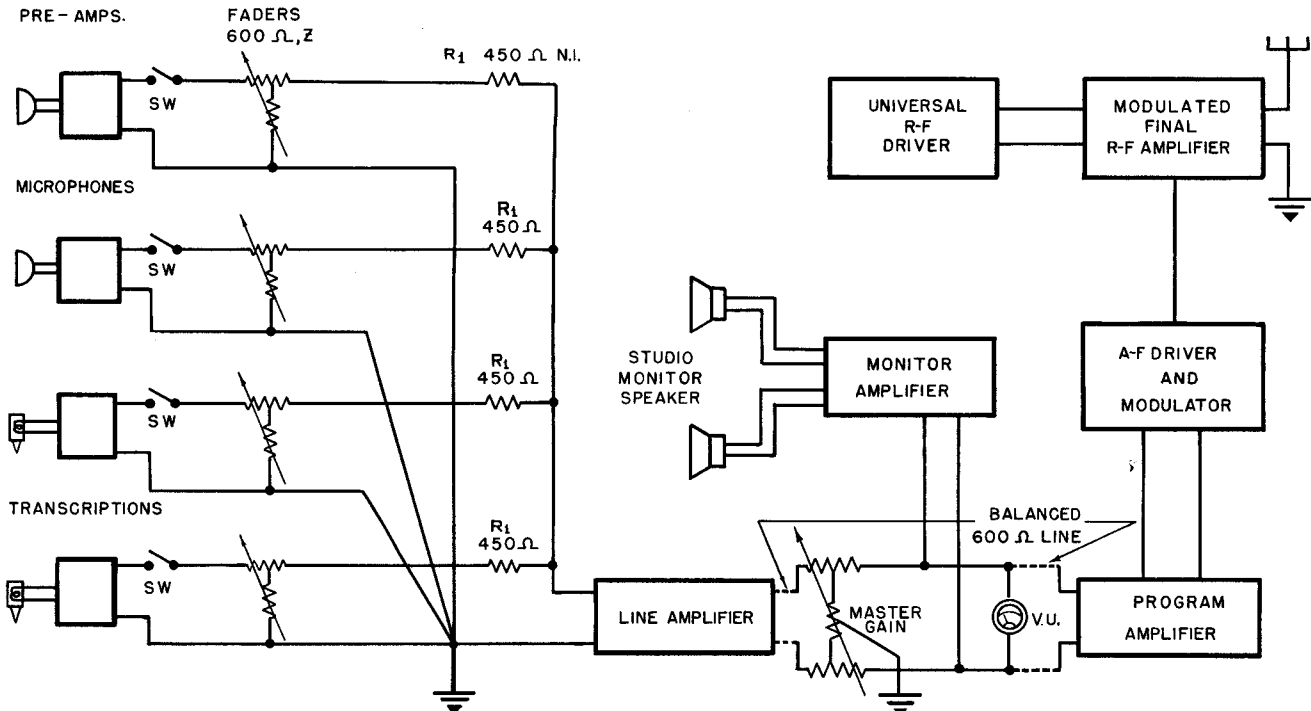 PRE-AMPS.
FADERS
600 Ω, Z
R1 450 Ω N.I.
SW
MICROPHONES
R1
450 Ω
SW
R1
450 Ω
SW
TRANSCRIPTIONS
R1
450 Ω
SW
UNIVERSAL
R-F
DRIVER
MODULATED
FINAL
R-F AMPLIFIER
STUDIO
MONITOR
SPEAKER
MONITOR
AMPLIFIER
A-F DRIVER
AND
MODULATOR
BALANCED
600 Ω LINE
LINE AMPLIFIER
MASTER
GAIN
V.U.
PROGRAM
AMPLIFIER